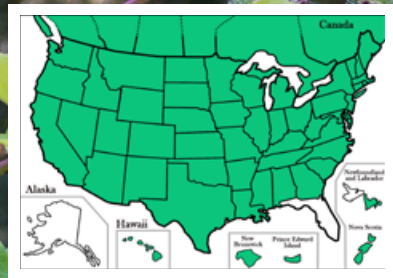 Canada
Alaska
Hawaii
New
Brunswick
Prince Edward
Island
Newfoundland
and Labrador
Nova Scotia